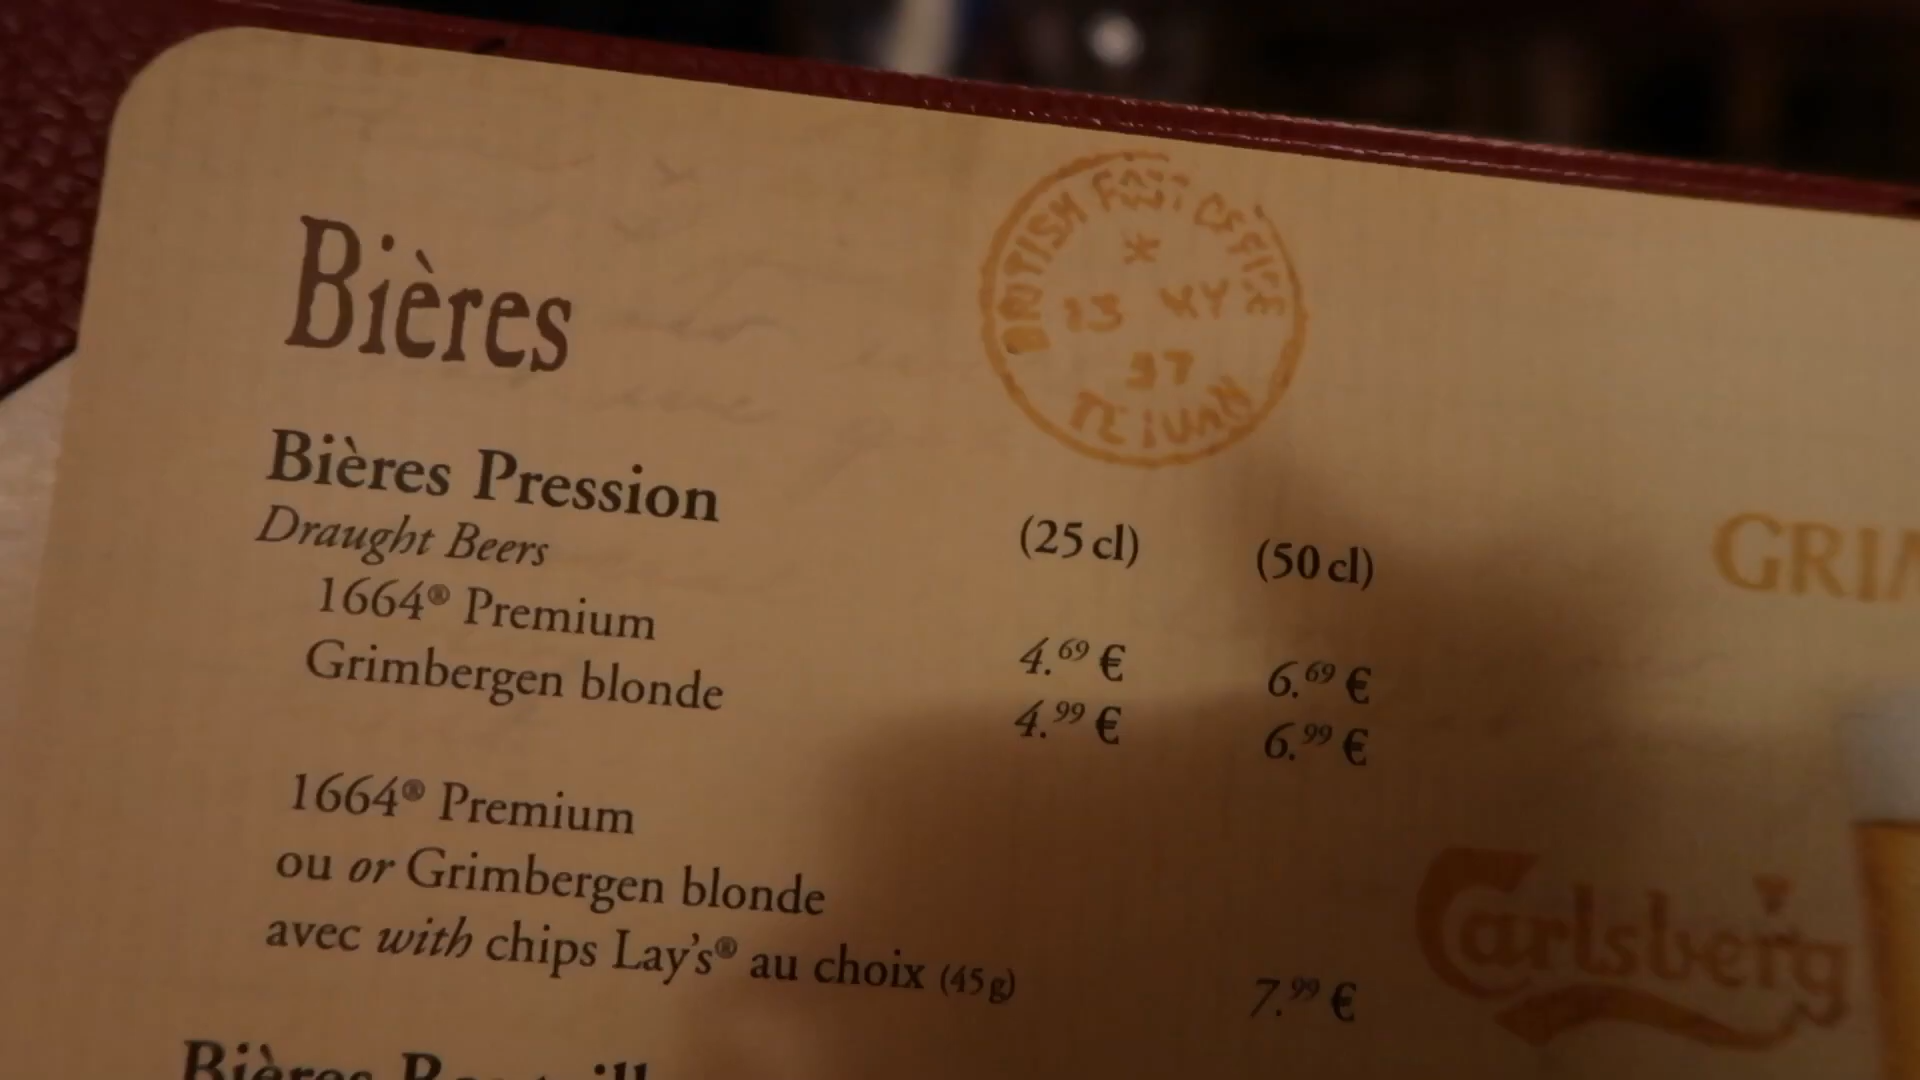 Bières
BRITISH POST OFFICE
Bières Pression
Draught Beers
(25 cl) (50 cl)
1664® Premium 4.69 € 6.69 €
Grimbergen blonde 4.99 € 6.99 €
1664® Premium
ou or Grimbergen blonde
avec with chips Lay's® au choix (45 g) 7.99 €
Carlsberg
Bières